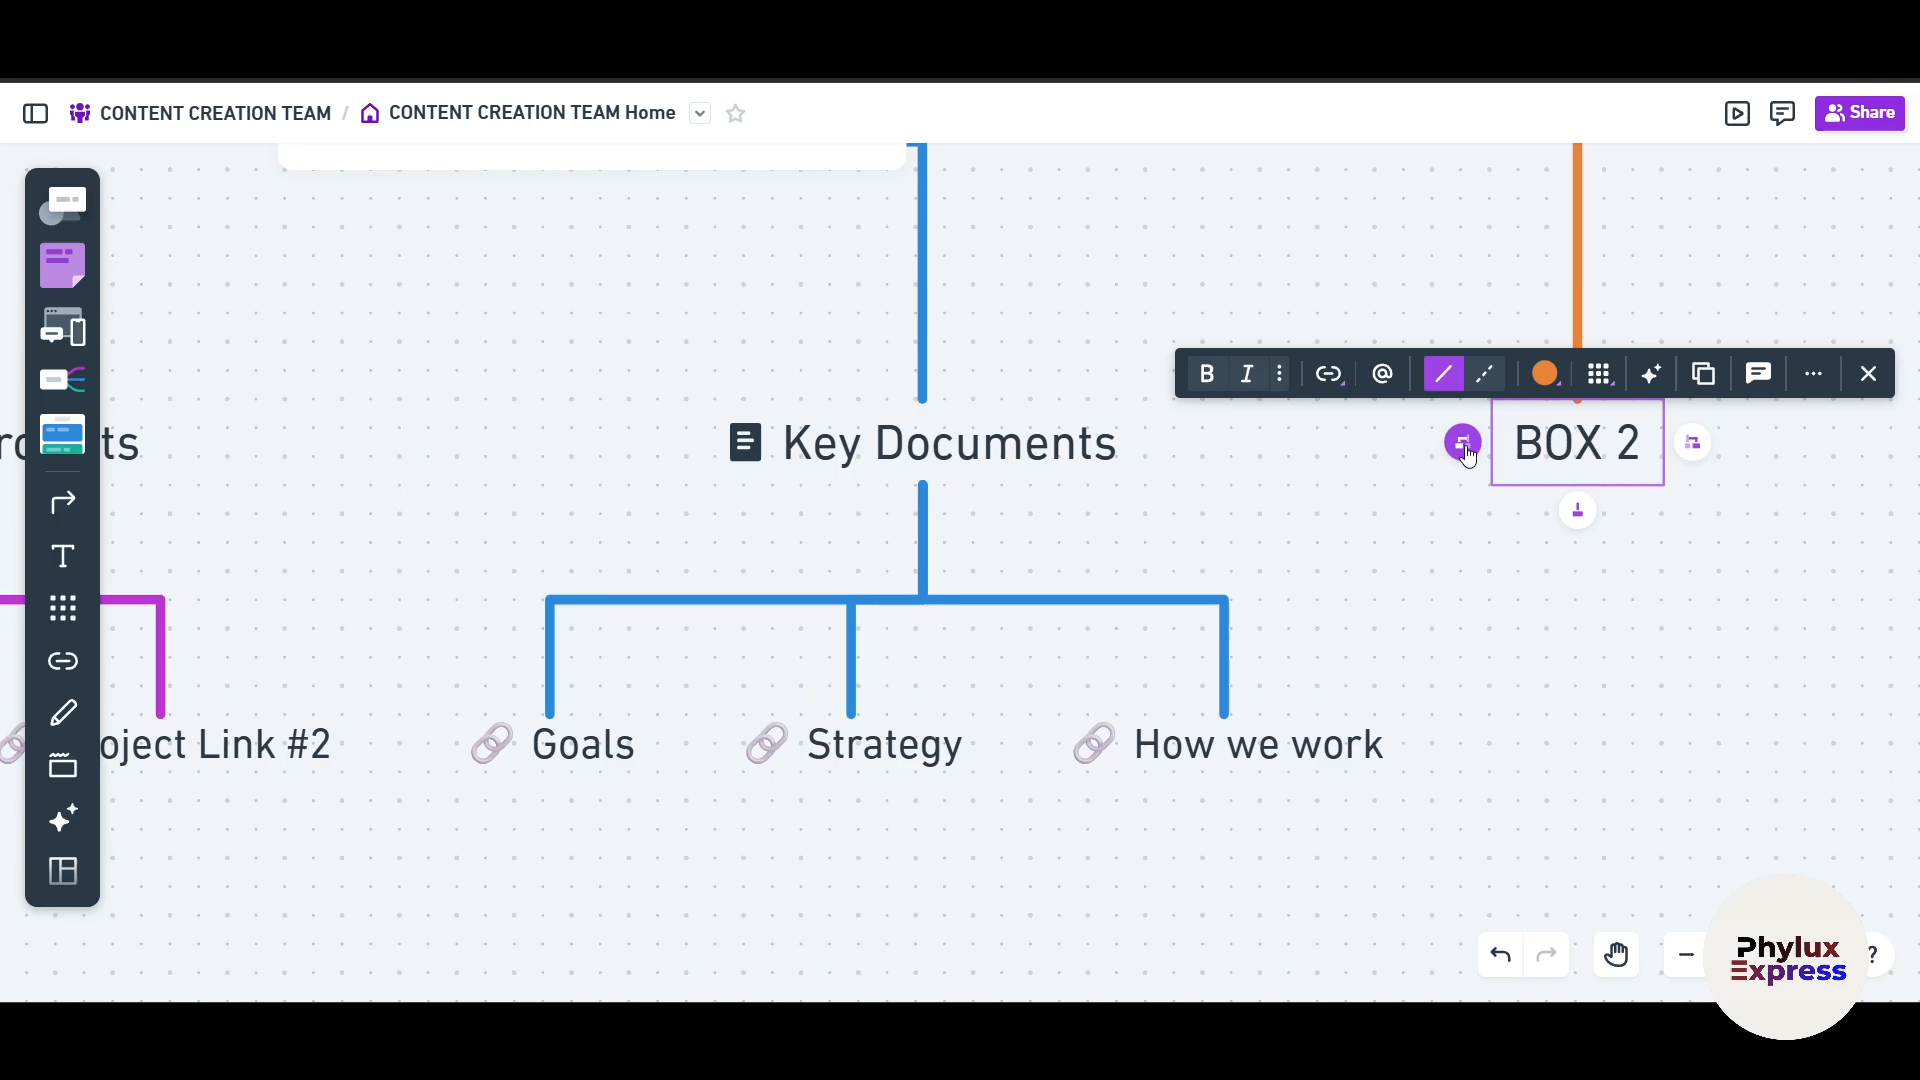 CONTENT CREATION TEAM / CONTENT CREATION TEAM Home
Share
B I @
ts
Key Documents
BOX 2
oject Link #2
Goals
Strategy
How we work
Phylux
Express
?